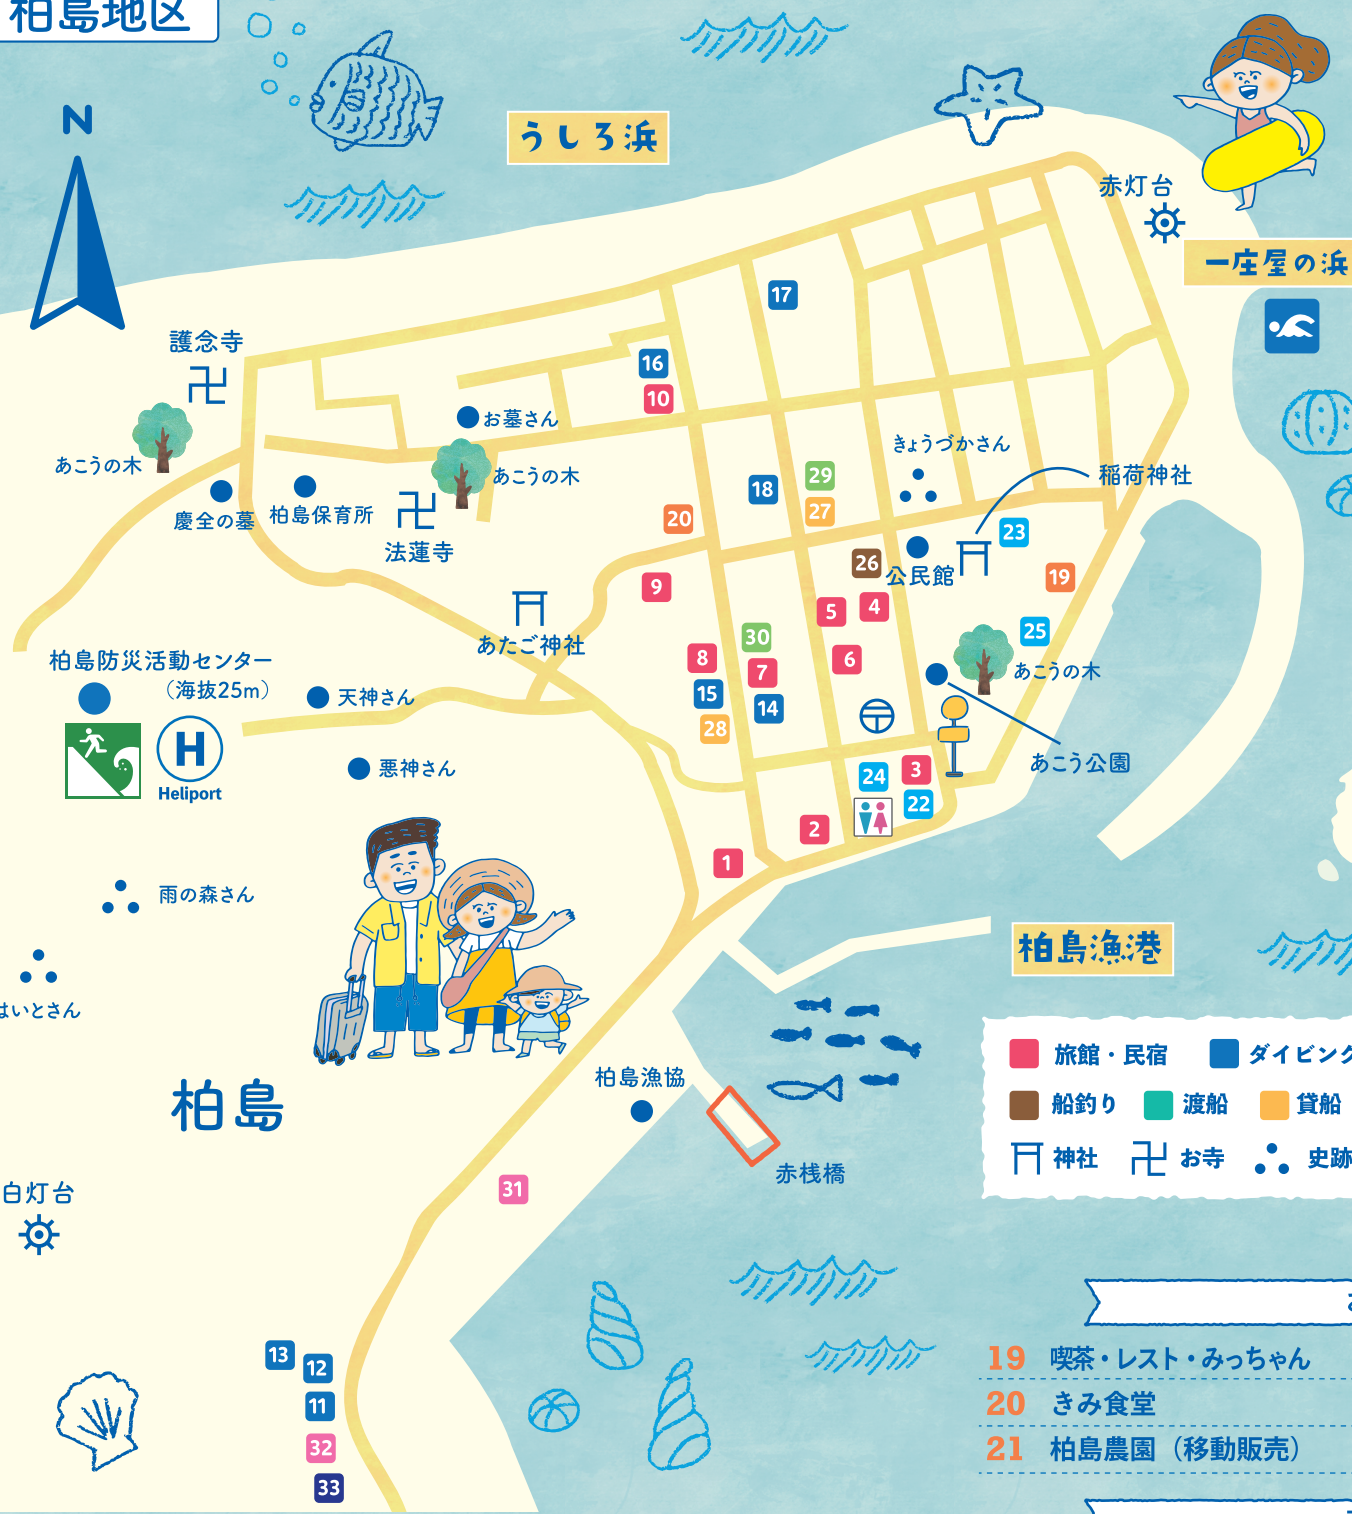 柏島地区
N
うしろ浜
赤灯台
一庄屋の浜
17
護念寺
16
10
お墓さん
きょうづかさん
あこうの木
あこうの木
稲荷神社
29
18
慶全の墓
柏島保育所
27
20
23
法蓮寺
26
公民館
19
9
5
4
あたご神社
30
25
柏島防災活動センター
8
6
7
あこうの木
(海抜25m)
天神さん
15
14
28
悪神さん
H
Heliport
24
3
あこう公園
22
2
1
雨の森さん
はいとさん
柏島漁港
旅館・民宿
ダイビング
柏島漁協
柏島
船釣り
渡船
貸船
神社
お寺
史跡
赤桟橋
31
白灯台
13
12
11
32
33
19 喫茶・レスト・みっちゃん
20 きみ食堂
21 柏島農園（移動販売）